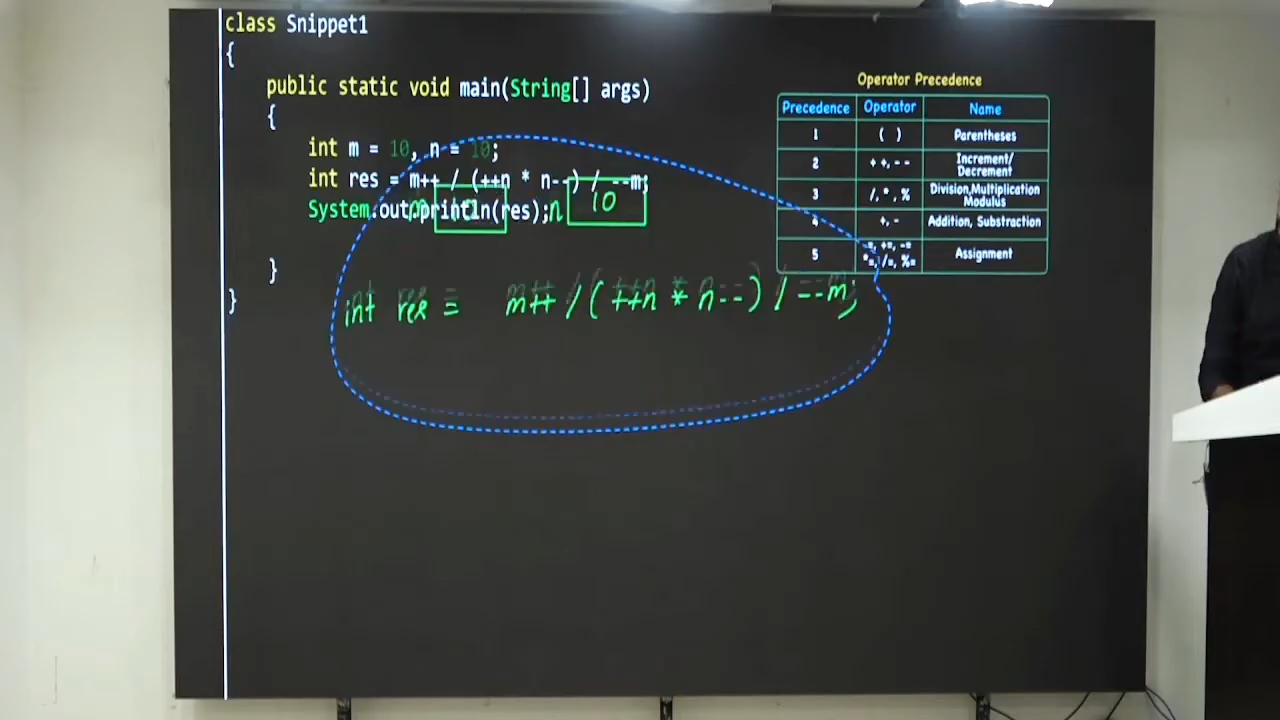 class Snippet1
{
public static void main(String[] args)
{
int m = 10, n = 10;
int res = m++ / (++n * n--) / --m;
System.out.println(res);
m 10 n 10
}
}
int res = m++ / (++n * n--) / --m;
Operator Precedence
Precedence Operator Name
1 ( ) Parentheses
2 ++,-- Increment/
Decrement
3 /, *, % Division,Multiplication
Modulus
4 +,- Addition, Substraction
5 =, +=, -=
*=, /=, %= Assignment